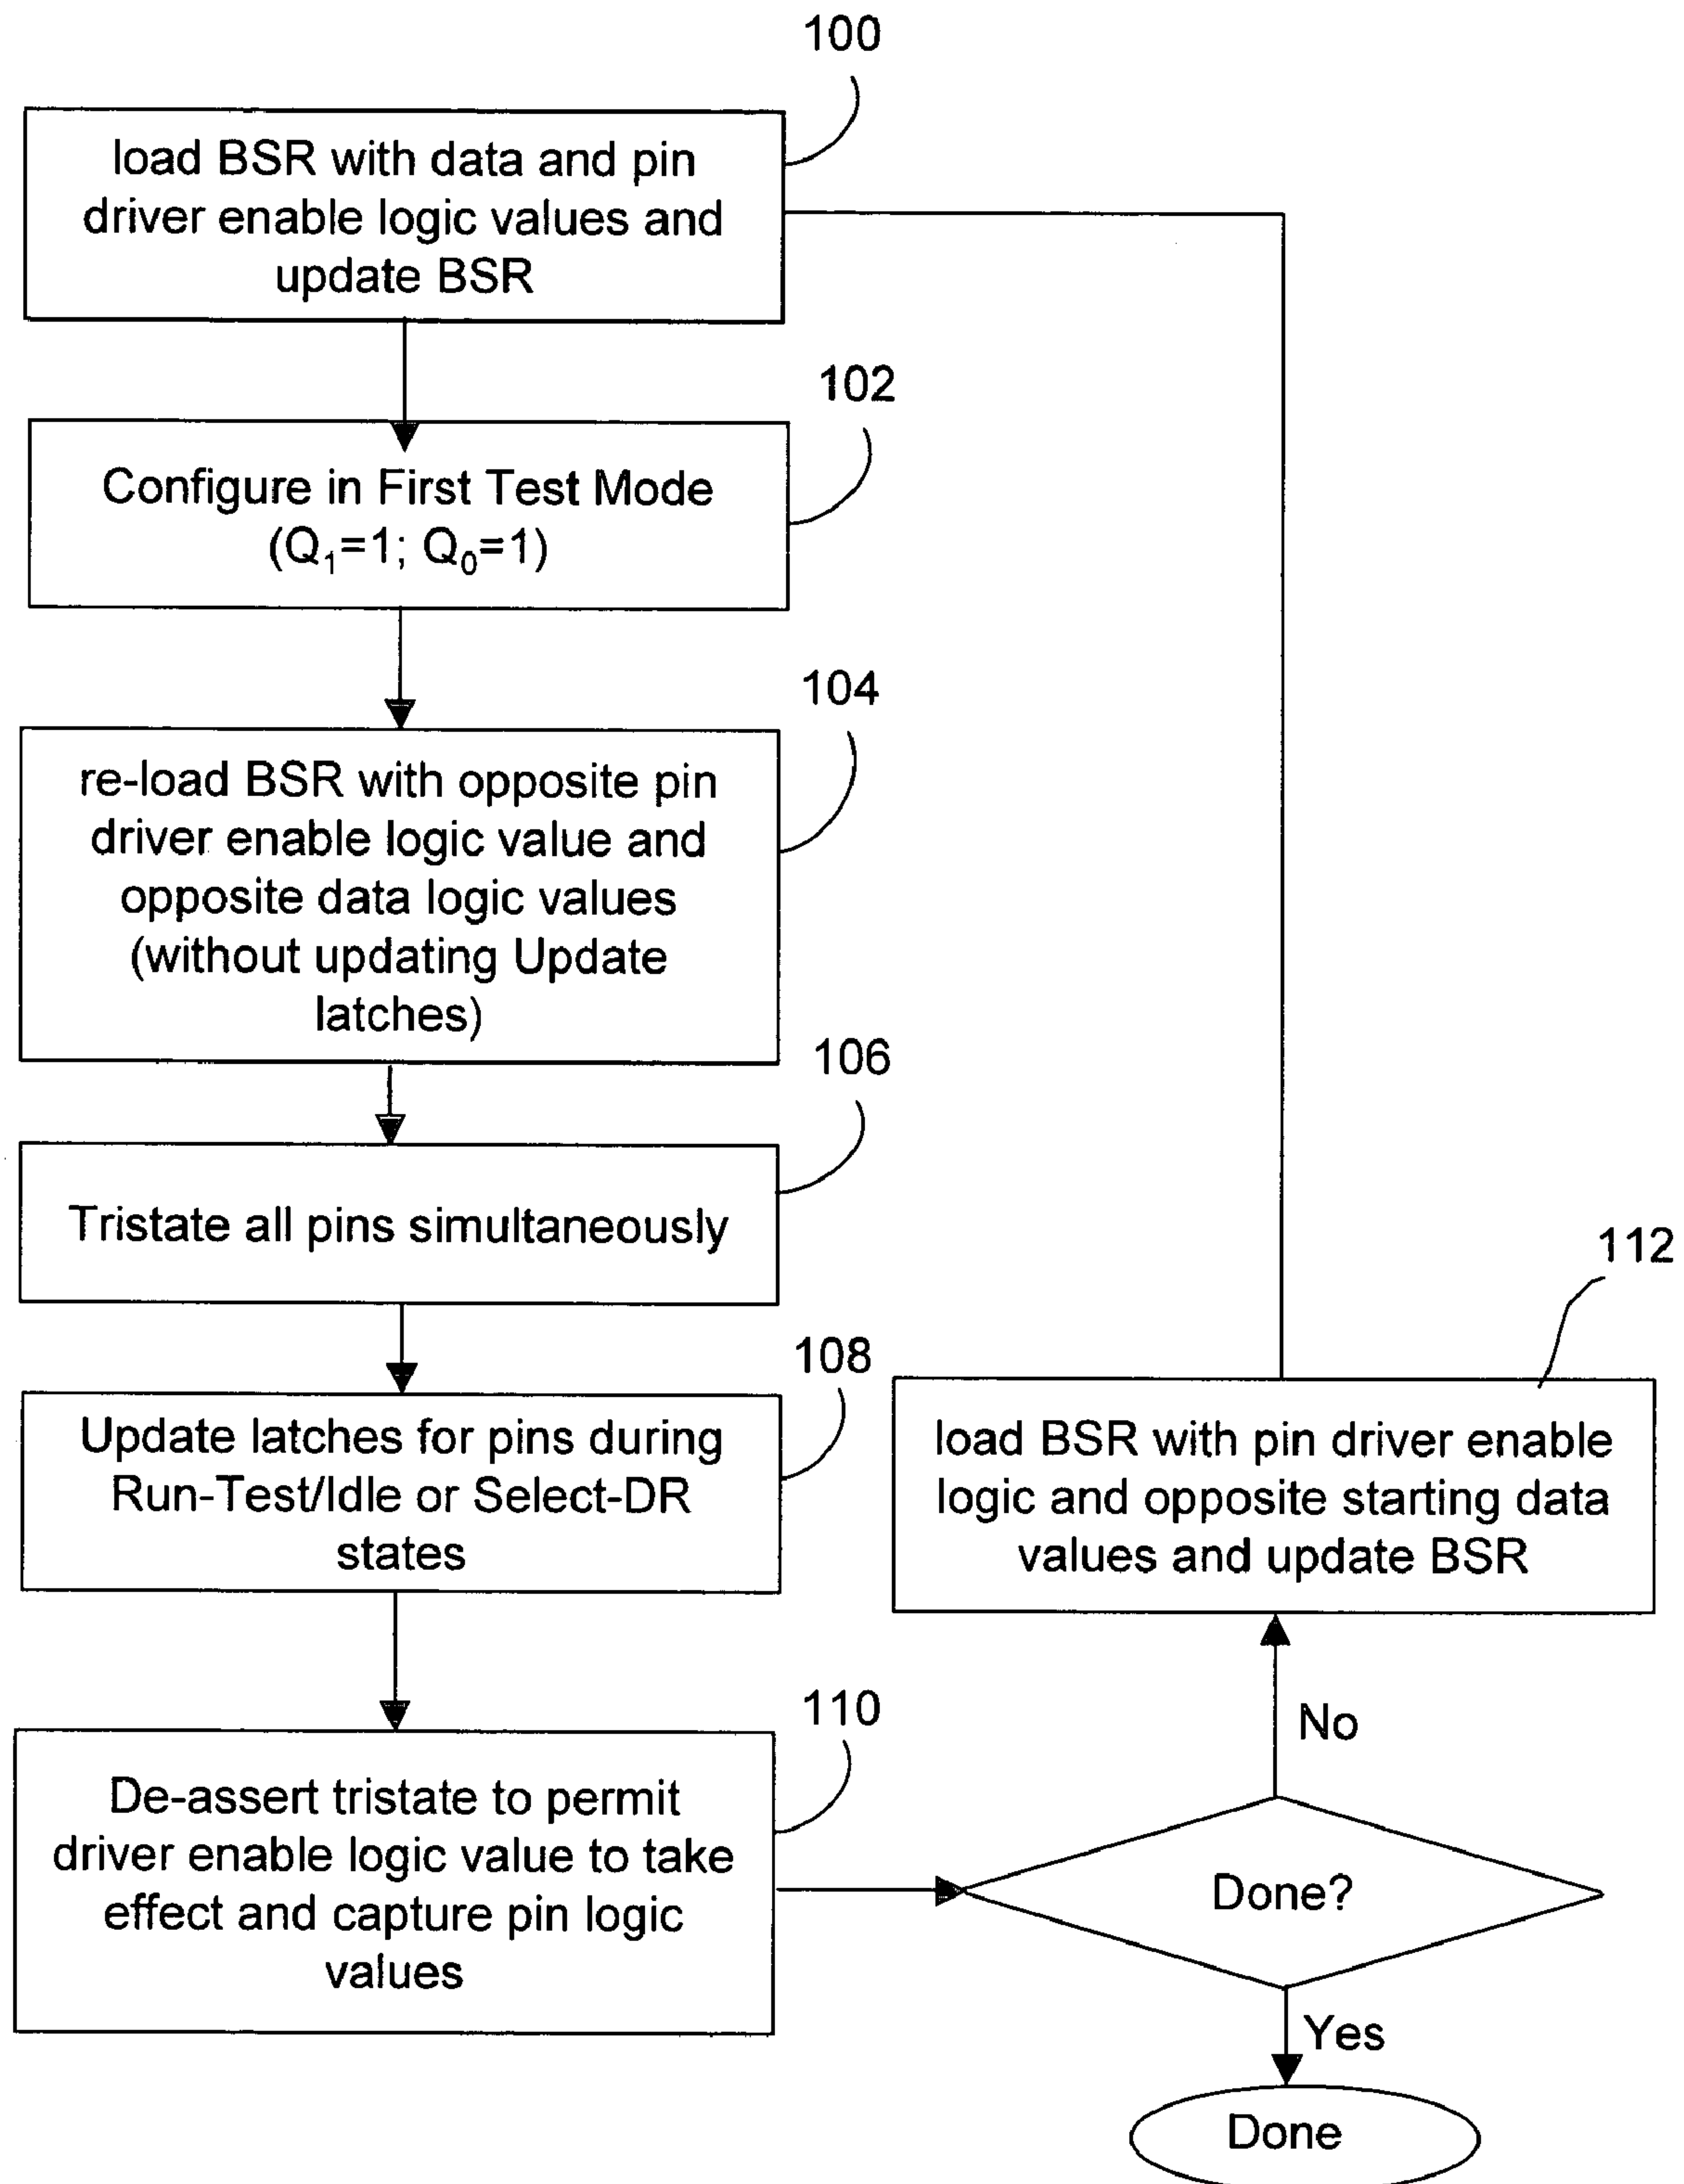 100
load BSR with data and pin
driver enable logic values and
update BSR
102
Configure in First Test Mode
(Q₁=1; Q₀=1)
104
re-load BSR with opposite pin
driver enable logic value and
opposite data logic values
(without updating Update
latches)
106
Tristate all pins simultaneously
108
Update latches for pins during
Run-Test/Idle or Select-DR
states
110
De-assert tristate to permit
driver enable logic value to take
effect and capture pin logic
values
112
load BSR with pin driver enable
logic and opposite starting data
values and update BSR
No
Done?
Yes
Done